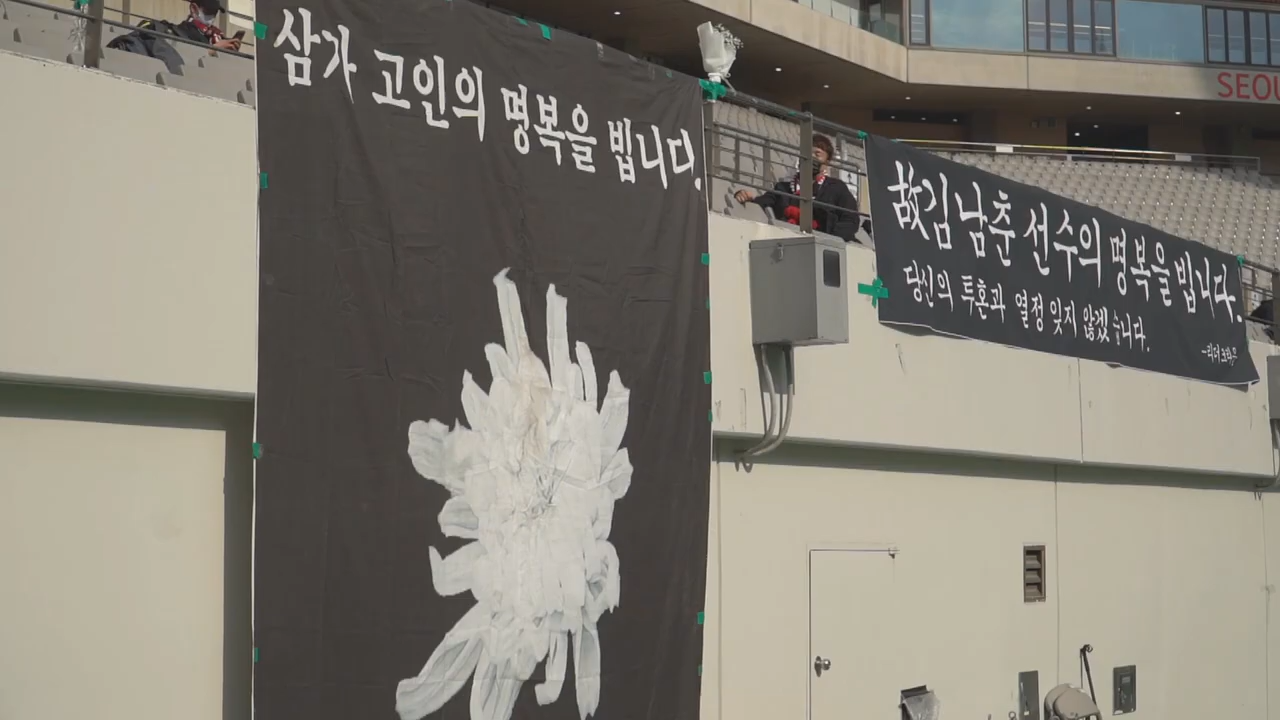 삼가 고인의 명복을 빕니다.
故김남춘 선수의 명복을 빕니다.
당신의 투혼과 열정 잊지 않겠습니다.
SEOU